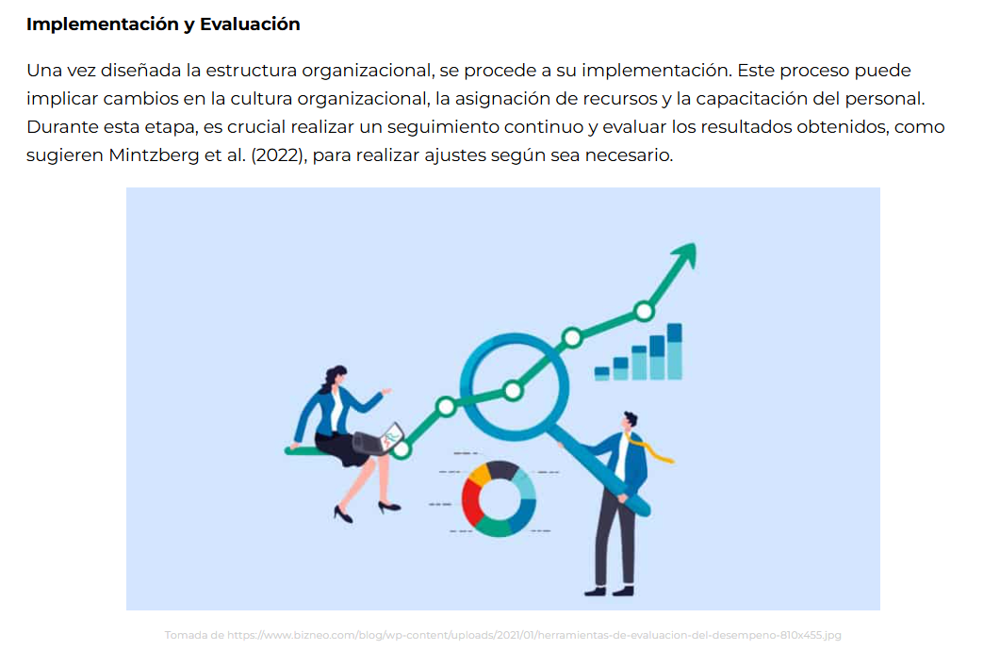 Implementación y Evaluación
Una vez diseñada la estructura organizacional, se procede a su implementación. Este proceso puede
implicar cambios en la cultura organizacional, la asignación de recursos y la capacitación del personal.
Durante esta etapa, es crucial realizar un seguimiento continuo y evaluar los resultados obtenidos, como
sugieren Mintzberg et al. (2022), para realizar ajustes según sea necesario.
Tomada de https://www.bizneo.com/blog/wp-content/uploads/2021/01/herramientas-de-evaluacion-del-desempeno-810x455.jpg